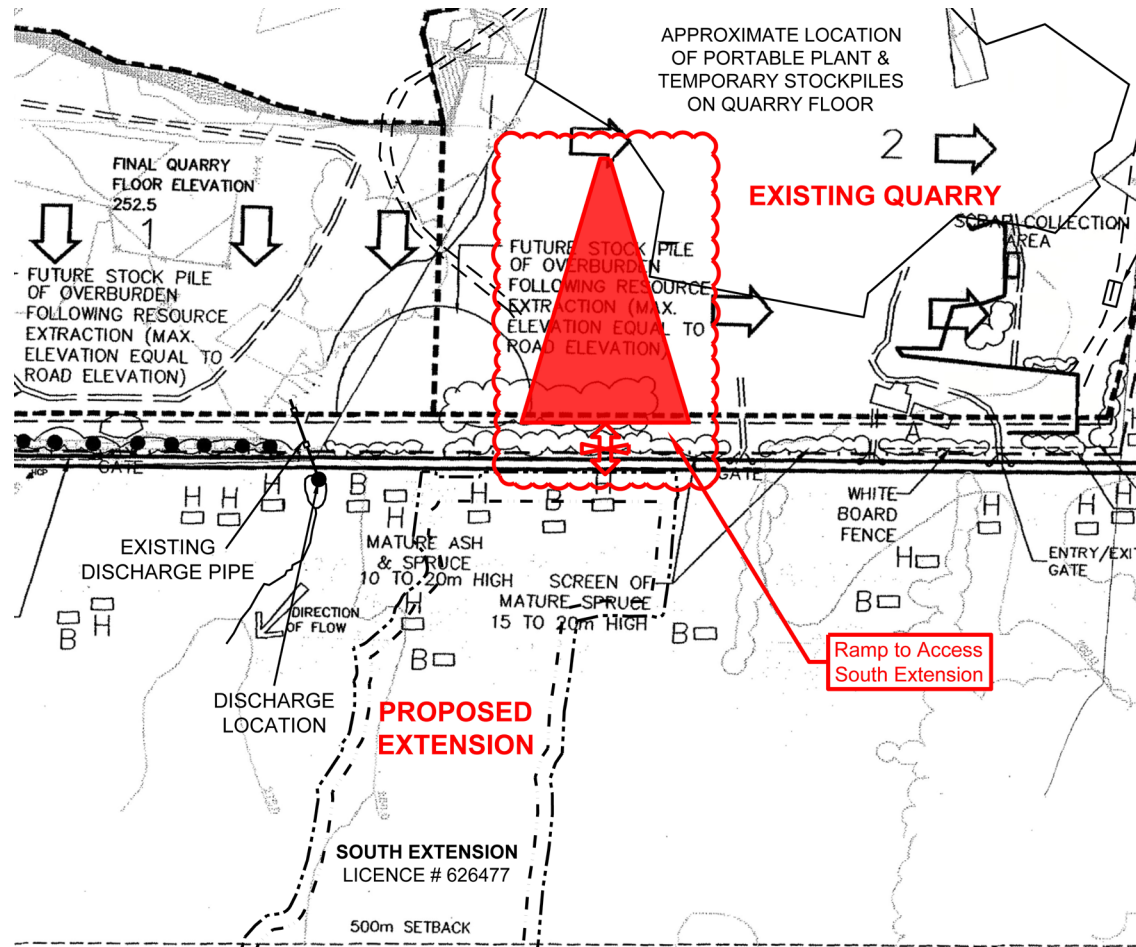 APPROXIMATE LOCATION
OF PORTABLE PLANT &
TEMPORARY STOCKPILES
ON QUARRY FLOOR
2
EXISTING QUARRY
FINAL QUARRY
FLOOR ELEVATION
252.5
1
SCRAP COLLECTION
AREA
FUTURE STOCK PILE
OF OVERBURDEN
FOLLOWING RESOURCE
EXTRACTION (MAX.
ELEVATION EQUAL TO
ROAD ELEVATION)
FUTURE STOCK PILE
OF OVERBURDEN
FOLLOWING RESOURCE
EXTRACTION (MAX.
ELEVATION EQUAL TO
ROAD ELEVATION)
GATE
GATE
H H H B H H B H
WHITE
BOARD
FENCE
H H H
H
ENTRY/EXIT
GATE
EXISTING
DISCHARGE PIPE
MATURE ASH
& SPRUCE
10 TO 20m HIGH
SCREEN OF
MATURE SPRUCE
15 TO 20m HIGH
DIRECTION
OF FLOW
B H H B B B
Ramp to Access
South Extension
DISCHARGE
LOCATION
PROPOSED
EXTENSION
SOUTH EXTENSION
LICENCE # 626477
500m SETBACK